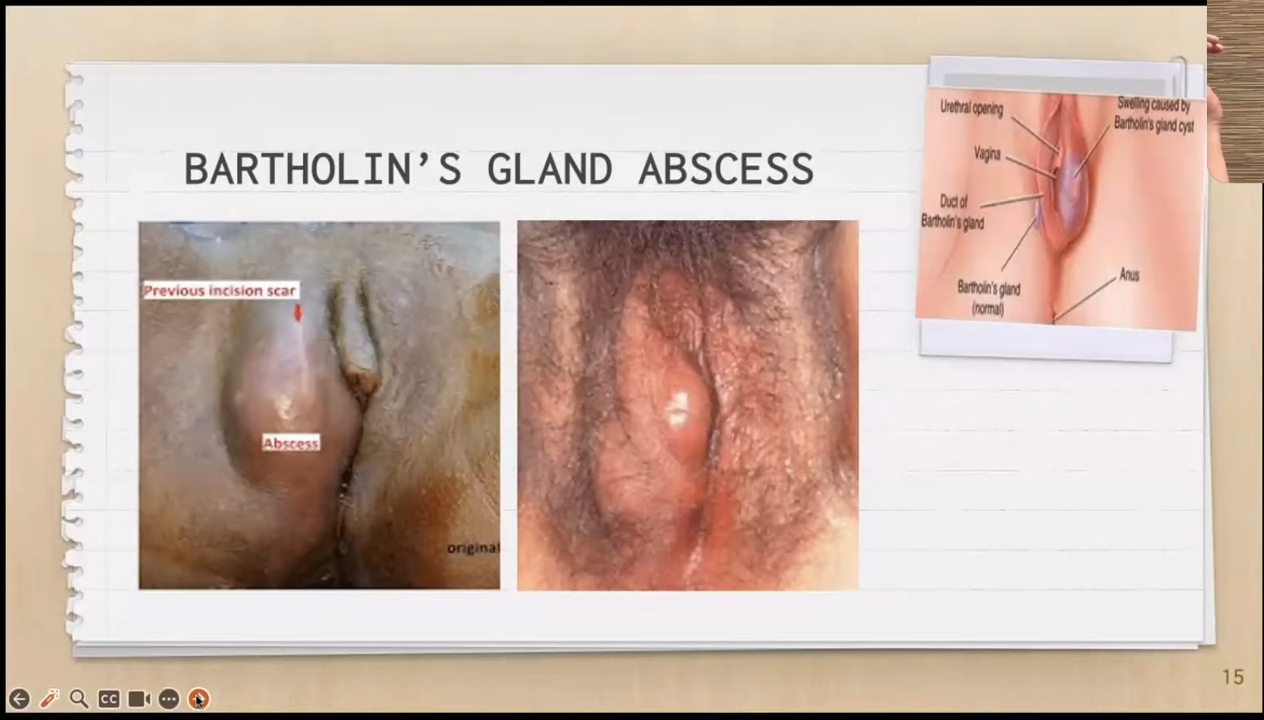 BARTHOLIN'S GLAND ABSCESS
Previous incision scar
Abscess
original
Urethral opening
Swelling caused by
Bartholin's gland cyst
Vagina
Duct of
Bartholin's gland
Bartholin's gland
(normal)
Anus
15
CC